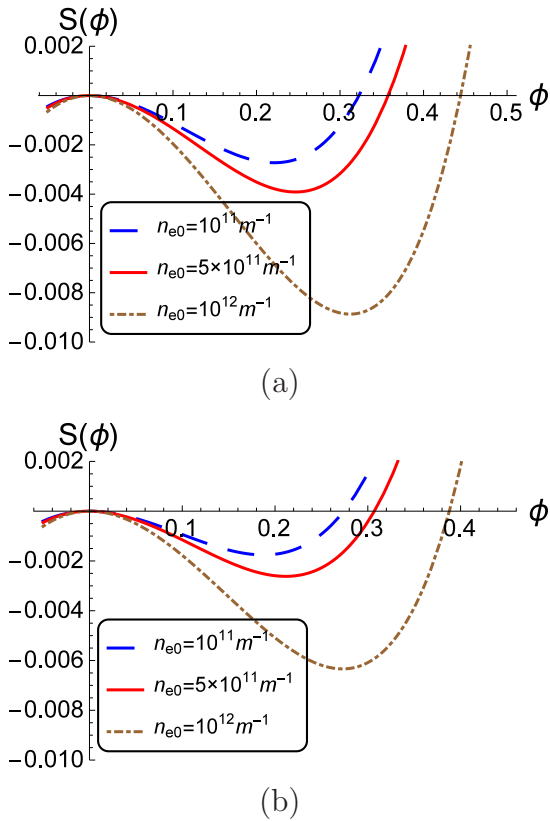 S(ϕ)
0.002
0.1 0.2 0.3 0.4 0.5 ϕ
−0.002
−0.004
−0.006
−0.008
−0.010
n_e0=10^11 m^−1
n_e0=5×10^11 m^−1
n_e0=10^12 m^−1
(a)
S(ϕ)
0.002
0.1 0.2 0.3 0.4 ϕ
−0.002
−0.004
−0.006
−0.008
−0.010
n_e0=10^11 m^−1
n_e0=5×10^11 m^−1
n_e0=10^12 m^−1
(b)